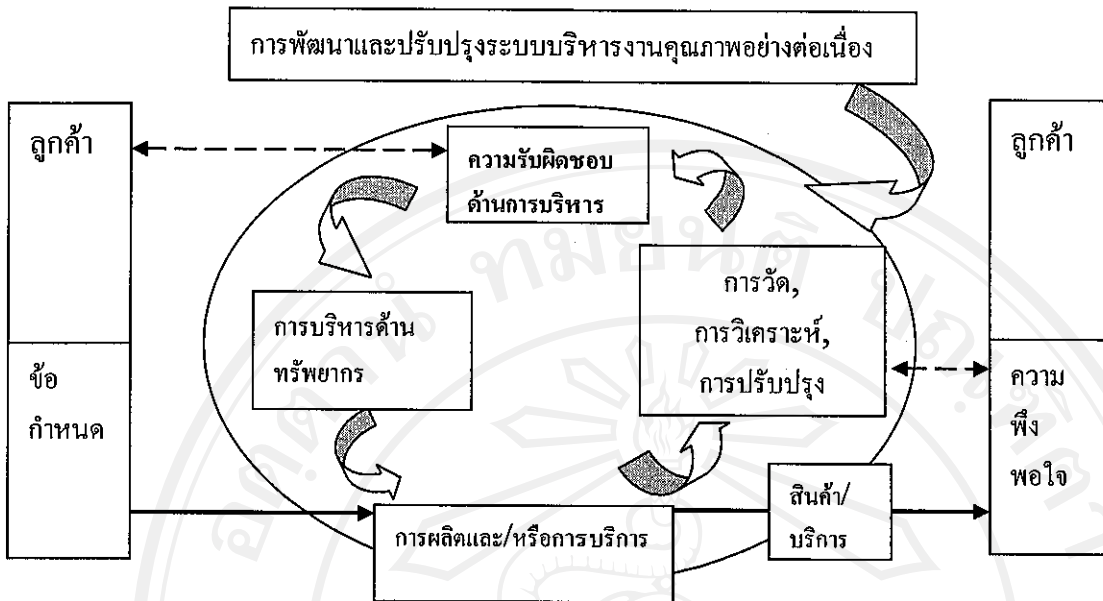 การพัฒนาและปรับปรุงระบบบริหารงานคุณภาพอย่างต่อเนื่อง
ลูกค้า
ความรับผิดชอบ
ด้านการบริหาร
ลูกค้า
การวัด,
การวิเคราะห์,
การปรับปรุง
การบริหารด้าน
ทรัพยากร
ข้อ
กำหนด
ความ
พึง
พอใจ
การผลิตและ/หรือการบริการ
สินค้า/
บริการ